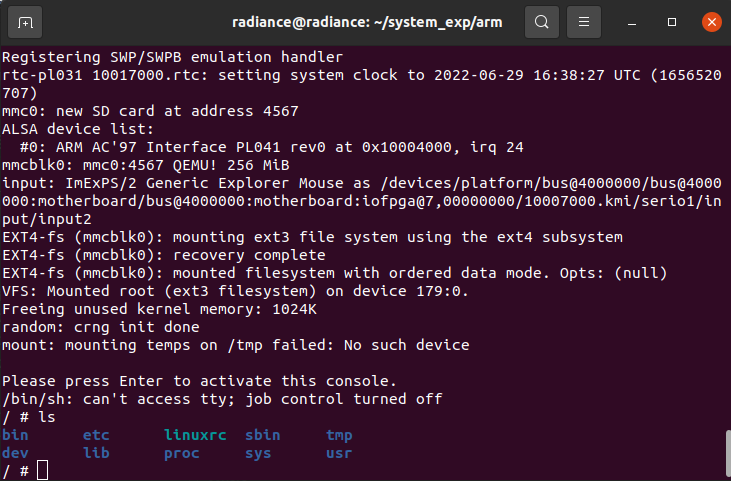 radiance@radiance: ~/system_exp/arm
Registering SWP/SWPB emulation handler
rtc-pl031 10017000.rtc: setting system clock to 2022-06-29 16:38:27 UTC (1656520
707)
mmc0: new SD card at address 4567
ALSA device list:
  #0: ARM AC'97 Interface PL041 rev0 at 0x10004000, irq 24
mmcblk0: mmc0:4567 QEMU! 256 MiB
input: ImExPS/2 Generic Explorer Mouse as /devices/platform/bus@4000000/bus@4000
000:motherboard/bus@4000000:motherboard:iofpga@7,00000000/10007000.kmi/serio1/in
put/input2
EXT4-fs (mmcblk0): mounting ext3 file system using the ext4 subsystem
EXT4-fs (mmcblk0): recovery complete
EXT4-fs (mmcblk0): mounted filesystem with ordered data mode. Opts: (null)
VFS: Mounted root (ext3 filesystem) on device 179:0.
Freeing unused kernel memory: 1024K
random: crng init done
mount: mounting temps on /tmp failed: No such device

Please press Enter to activate this console.
/bin/sh: can't access tty; job control turned off
/ # ls
bin      etc      linuxrc  sbin     tmp
dev      lib      proc     sys      usr
/ #